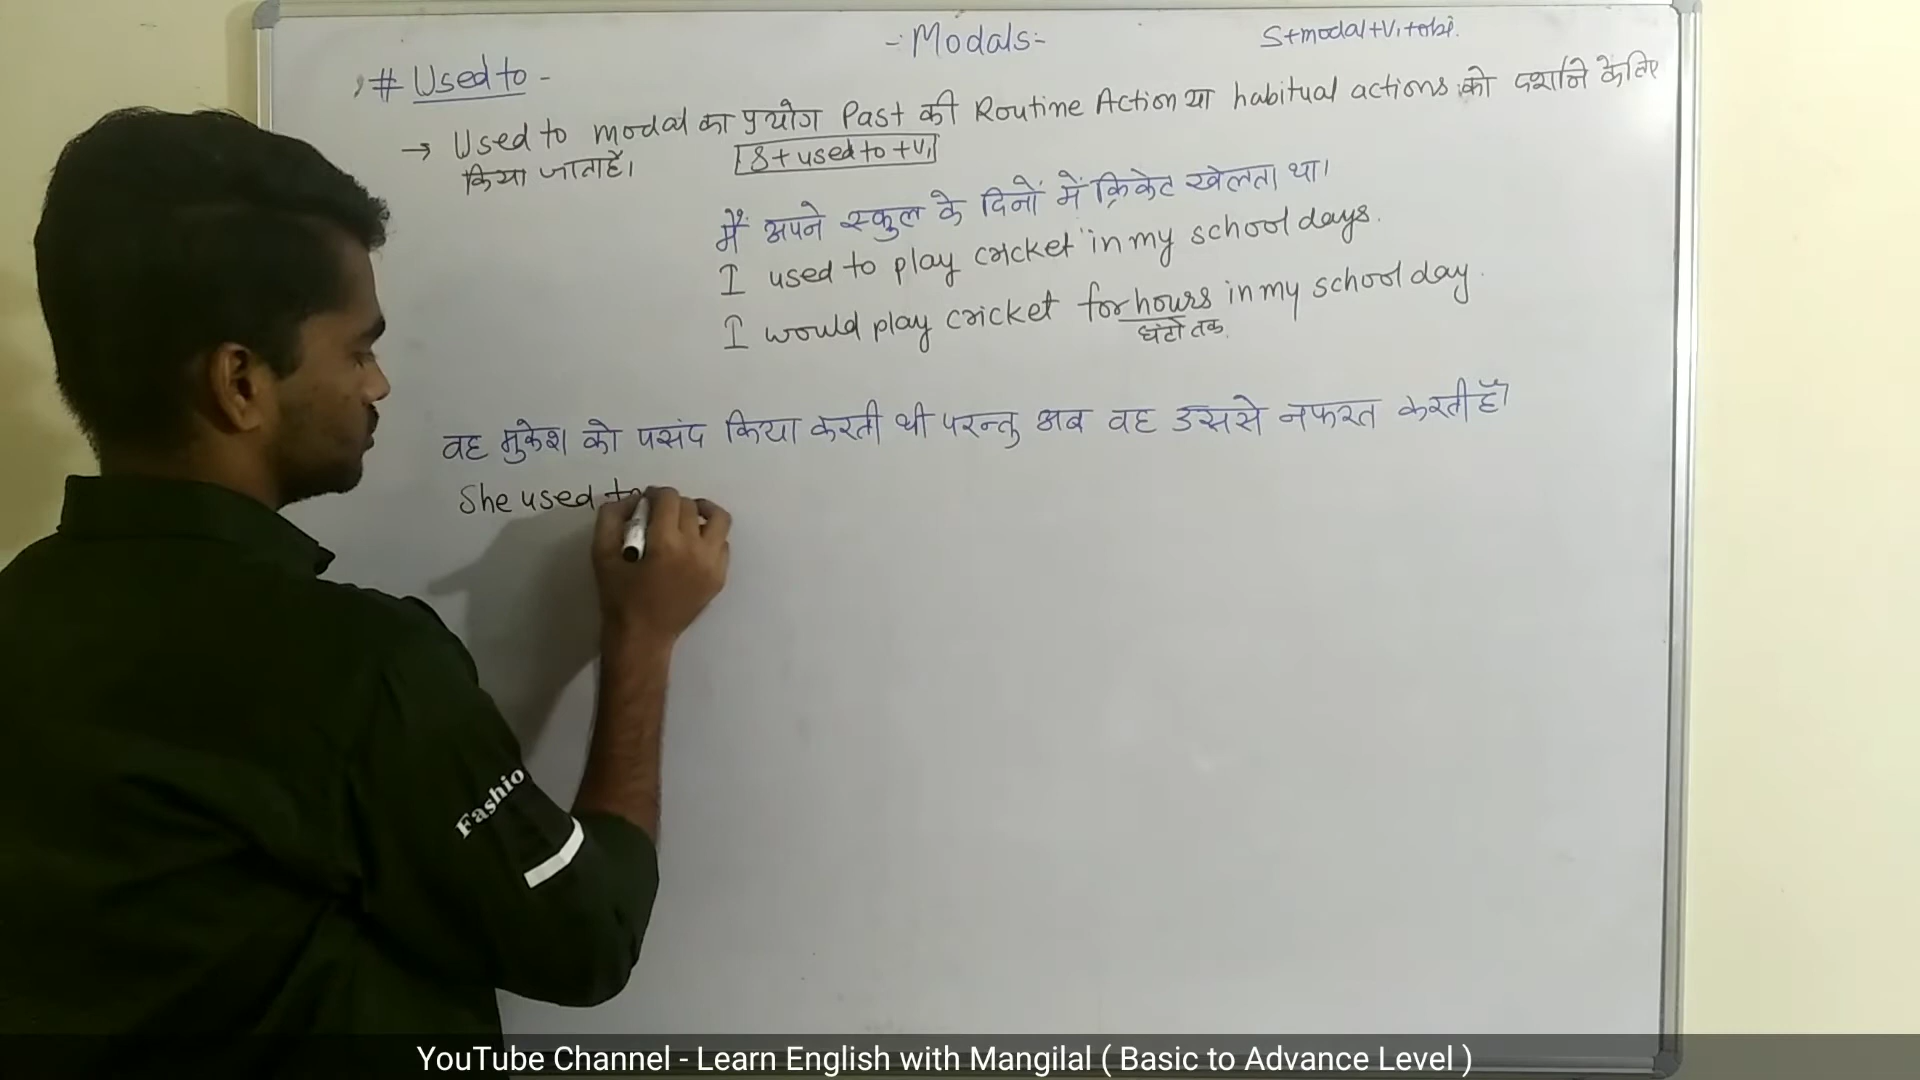 -: Modals:-
S+modal+V₁+obj.
# Used to -
→ Used to modal का प्रयोग Past की Routine Action या habitual actions को दर्शाने के लिए
किया जाता है।
S + used to + V₁
मैं अपने स्कुल के दिनों में क्रिकेट खेलता था।
I used to play cricket in my school days.
I would play cricket for hours in my school day.
घंटो तक
वह मुकेश को पसंद किया करती थी परन्तु अब वह उससे नफरत करती है।
She used to
Fashio
YouTube Channel - Learn English with Mangilal ( Basic to Advance Level )